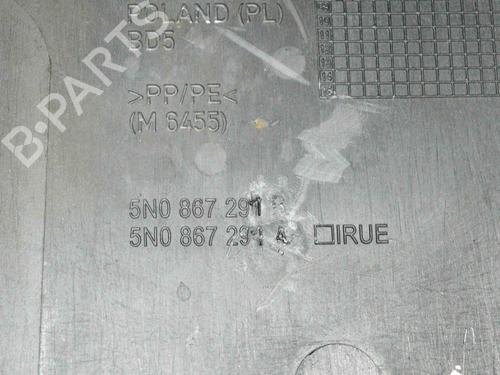 POLAND (PL)
BD5
>PP/PE<
(M 6455)
5N0 867 291 B
5N0 867 291 A □IRUE
B-PARTS